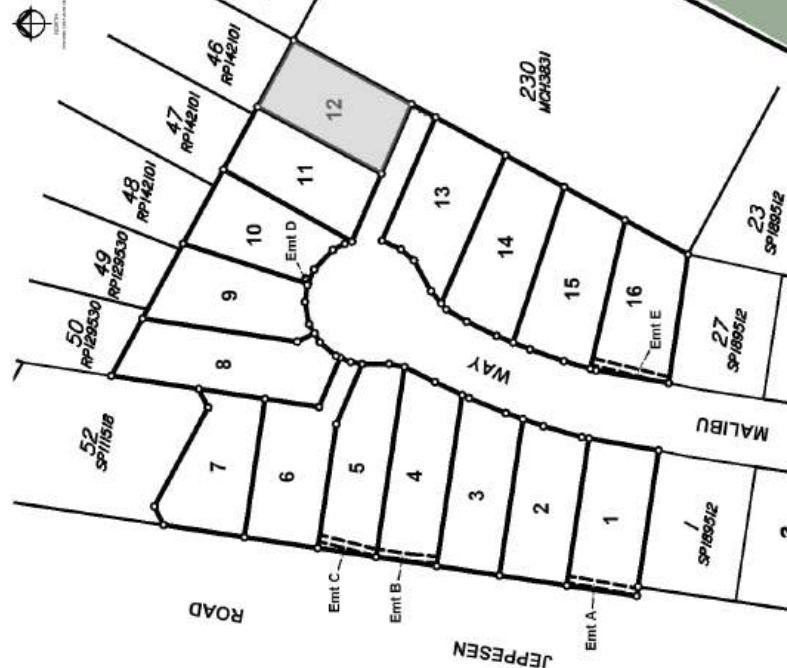 46
RP142101
47
RP142101
48
RP142101
49
RP129530
50
RP129530
52
SP111518
230
MCH3831
23
SP189512
27
SP189512
1
SP189512
12
11
10
9
8
7
6
5
4
3
2
1
13
14
15
16
Emt D
Emt E
Emt C
Emt B
Emt A
MALIBU
WAY
JEPPESEN
ROAD